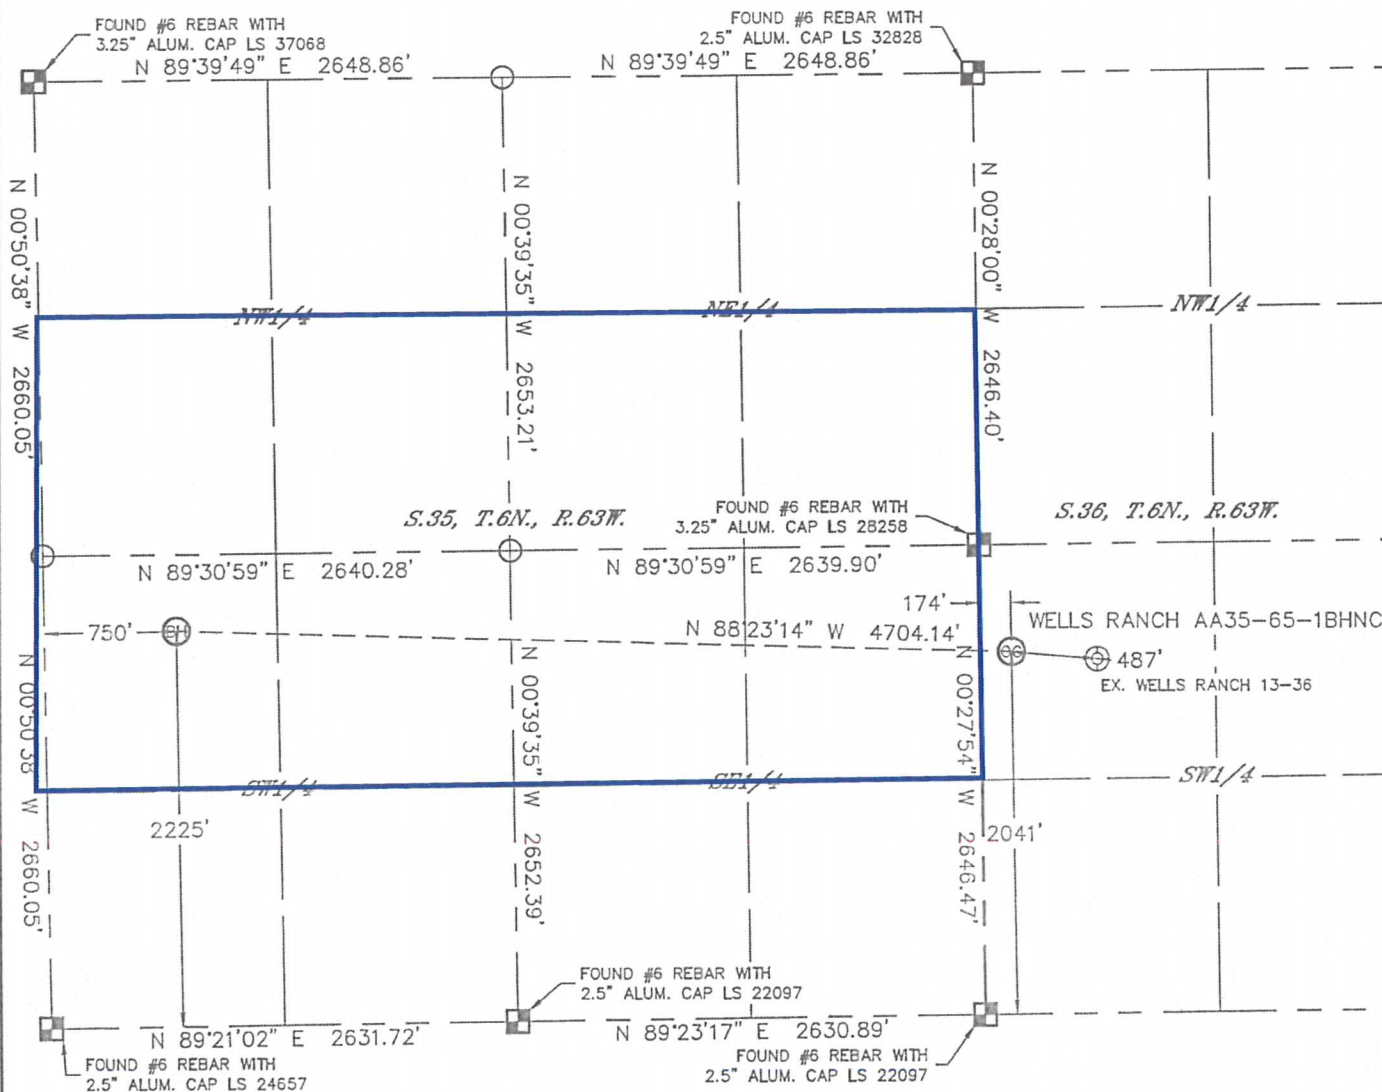 FOUND #6 REBAR WITH
3.25" ALUM. CAP LS 37068
N 89°39'49" E 2648.86'
FOUND #6 REBAR WITH
2.5" ALUM. CAP LS 32828
N 89°39'49" E 2648.86'
N 00°50'38" W 2660.05'
N 00°39'35" W 2653.21'
N 00°28'00" W 2646.40'
NW1/4
NE1/4
NW1/4
S.35, T.6N., R.63W.
FOUND #6 REBAR WITH
3.25" ALUM. CAP LS 28258
S.36, T.6N., R.63W.
N 89°30'59" E 2640.28'
N 89°30'59" E 2639.90'
174'
WELLS RANCH AA35-65-1BHNC
750'
BH
N 88°23'14" W 4704.14'
487'
EX. WELLS RANCH 13-36
N 00°50'38 W 2660.05'
N 00°39'35" W 2652.39'
N 00°27'54" W 2646.47'
SW1/4
SE1/4
SW1/4
2225'
2041'
FOUND #6 REBAR WITH
2.5" ALUM. CAP LS 22097
N 89°21'02" E 2631.72'
N 89°23'17" E 2630.89'
FOUND #6 REBAR WITH
2.5" ALUM. CAP LS 24657
FOUND #6 REBAR WITH
2.5" ALUM. CAP LS 22097